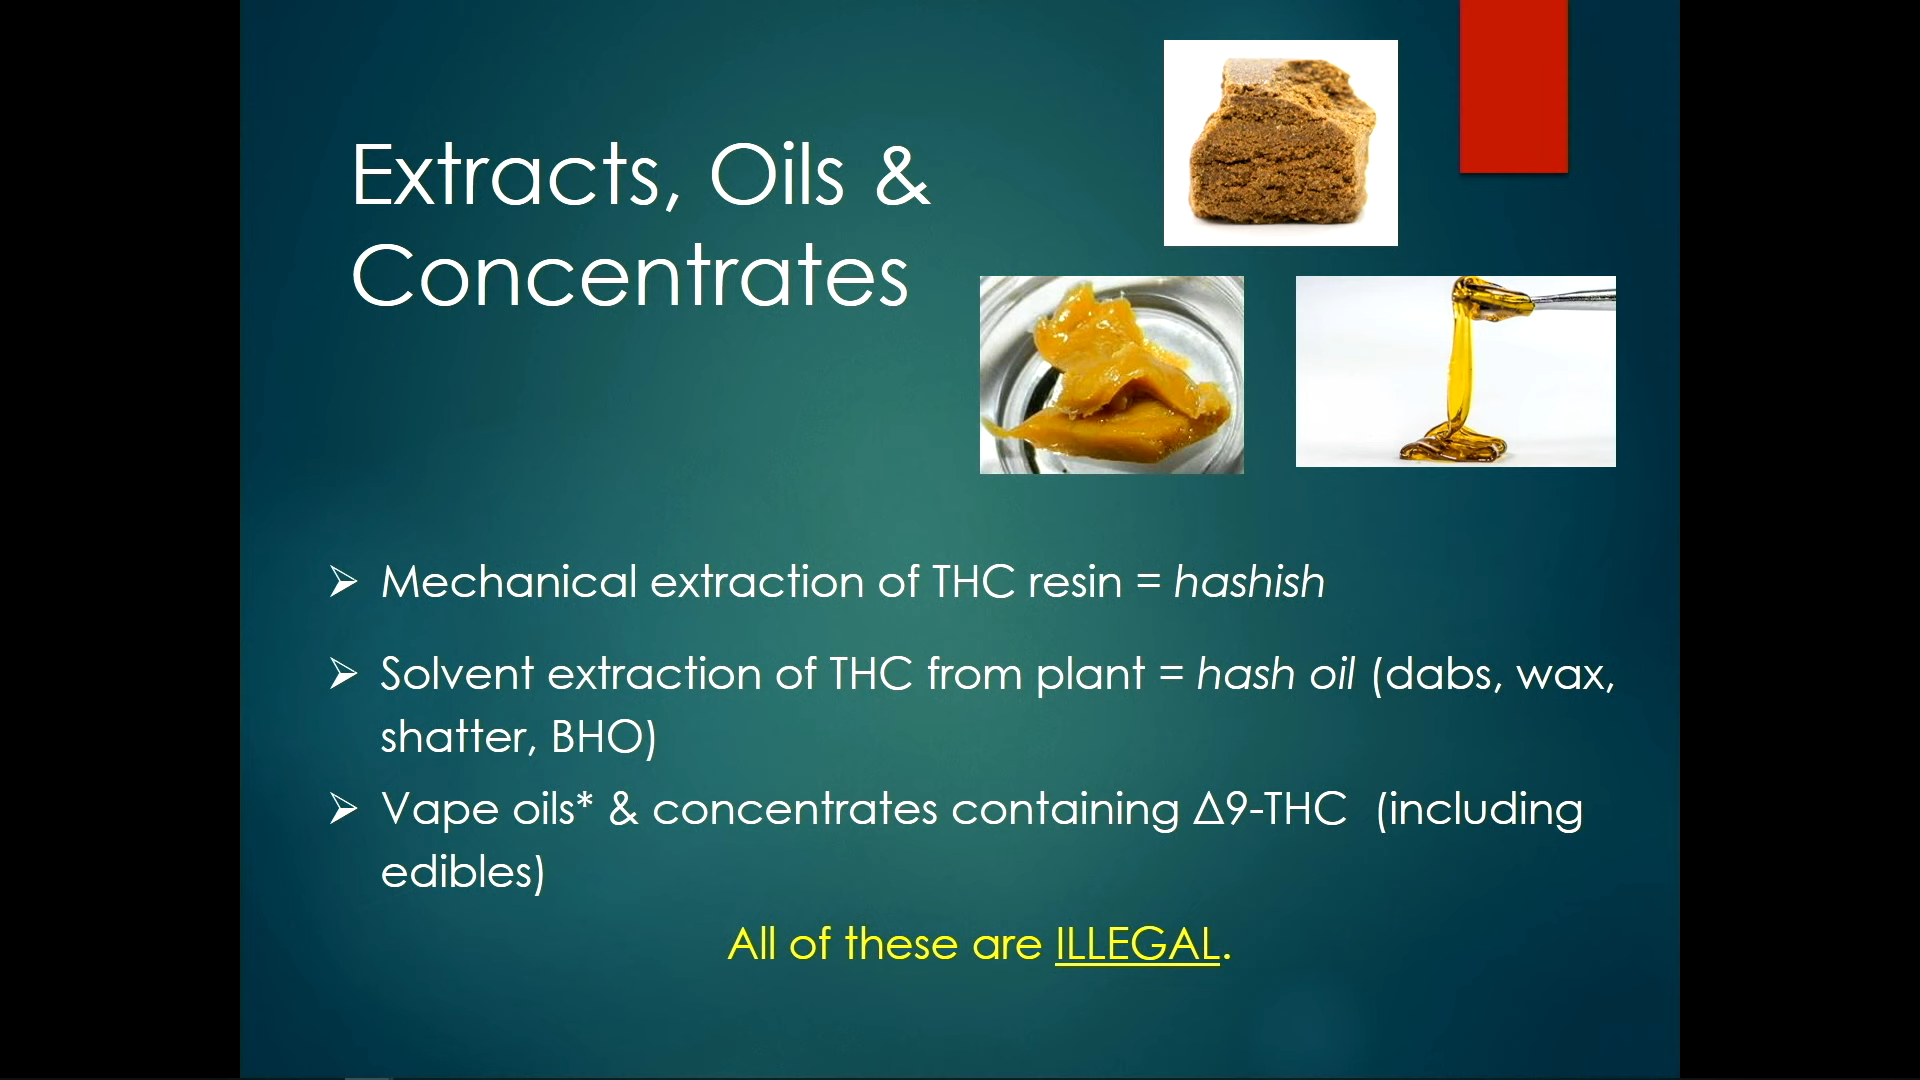 Extracts, Oils &
Concentrates
➢ Mechanical extraction of THC resin = hashish
➢ Solvent extraction of THC from plant = hash oil (dabs, wax,
shatter, BHO)
➢ Vape oils* & concentrates containing Δ9-THC (including
edibles)
All of these are ILLEGAL.